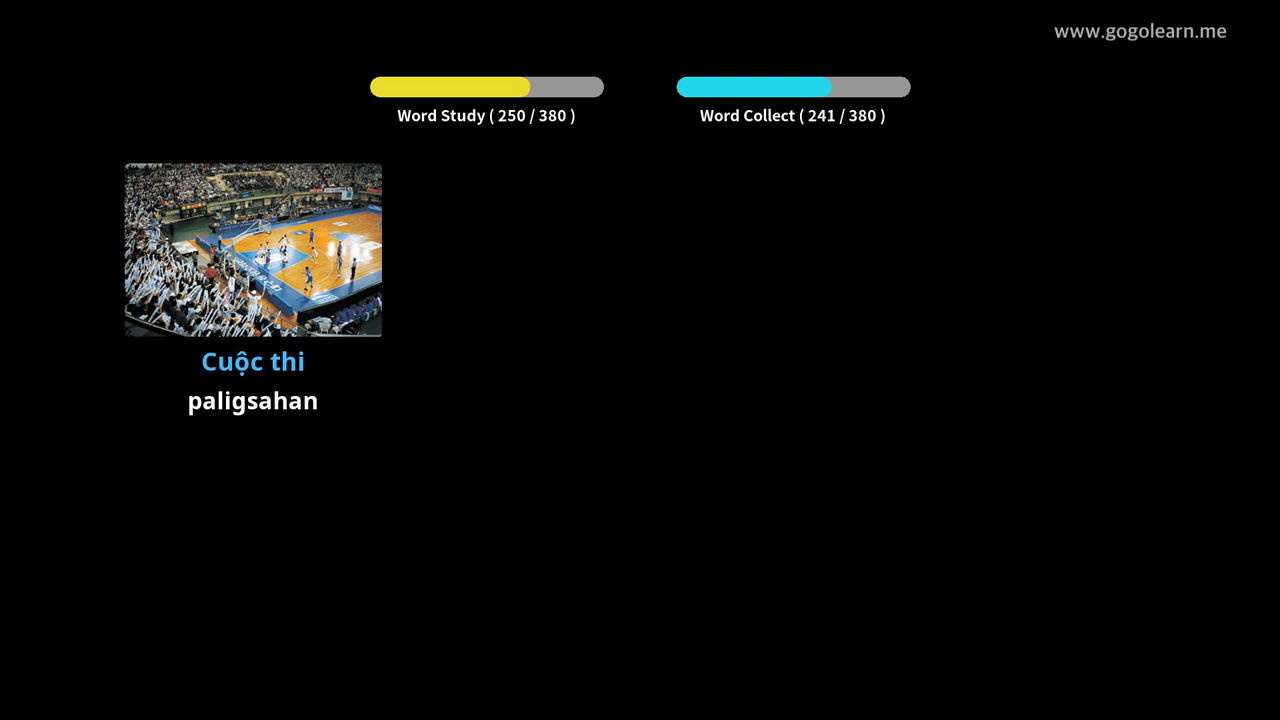 www.gogolearn.me
Word Study ( 250 / 380 )
Word Collect ( 241 / 380 )
Cuộc thi
paligsahan